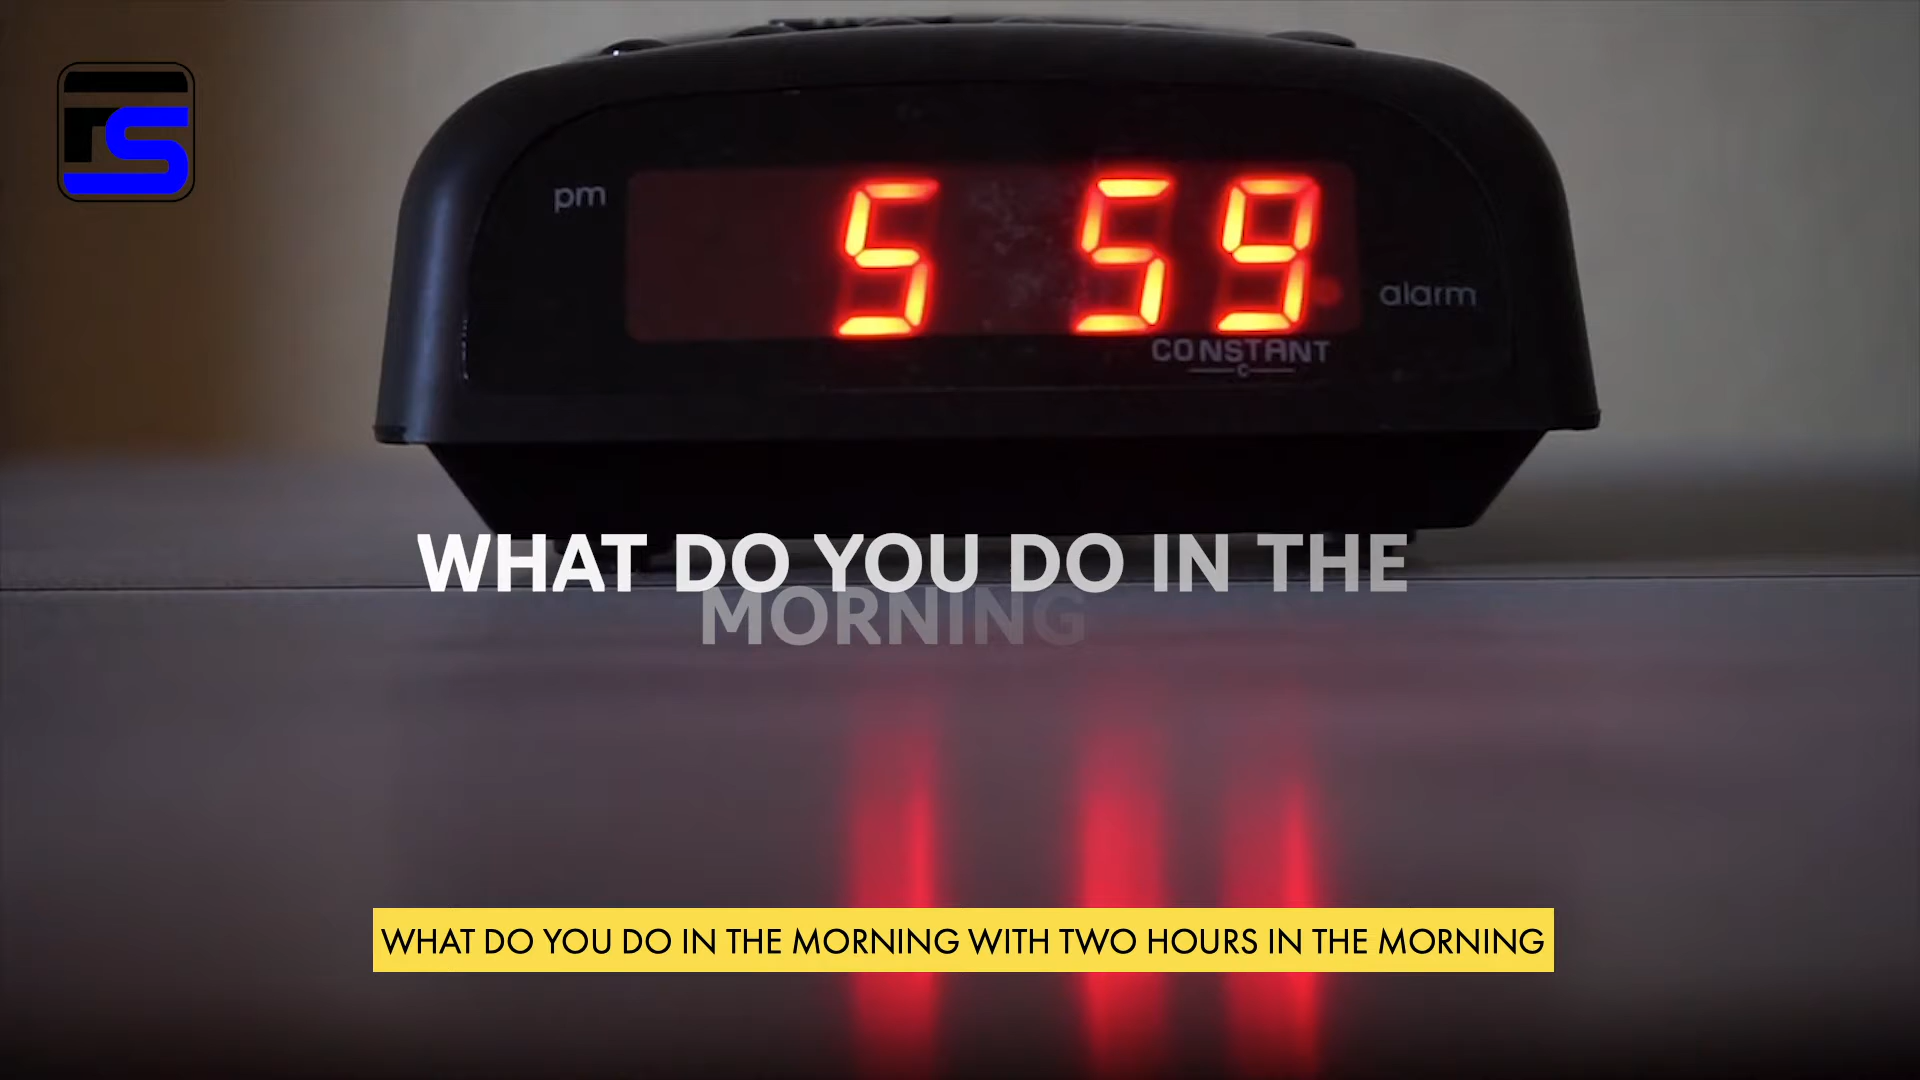 FS
pm
5 59
alarm
CONSTANT
C
WHAT DO YOU DO IN THE
MORNING
WHAT DO YOU DO IN THE MORNING WITH TWO HOURS IN THE MORNING